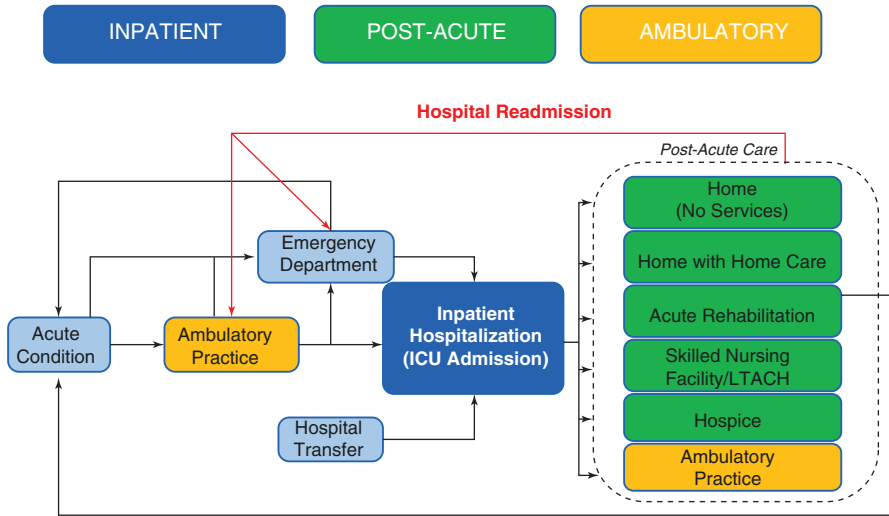 INPATIENT
POST-ACUTE
AMBULATORY
Hospital Readmission
Post-Acute Care
Home
(No Services)
Emergency
Department
Home with Home Care
Inpatient
Hospitalization
(ICU Admission)
Acute Rehabilitation
Acute
Condition
Ambulatory
Practice
Skilled Nursing
Facility/LTACH
Hospital
Transfer
Hospice
Ambulatory
Practice